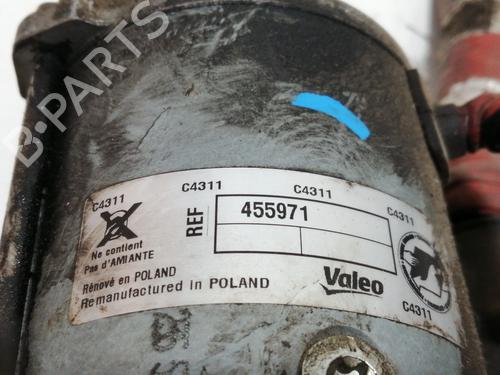 B-PARTS
C4311
C4311
C4311
C4311
REF
455971
Ne contient
Pas d'AMIANTE
Rénové en POLAND
Remanufactured in POLAND
Valeo
C4311